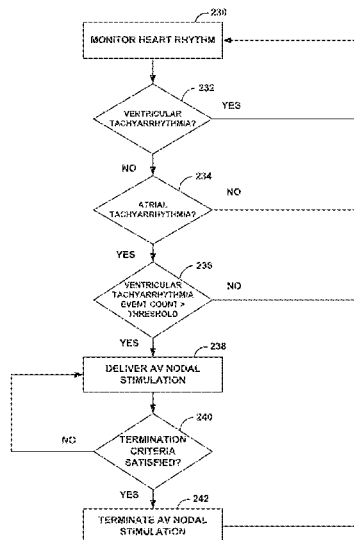 230
MONITOR HEART RHYTHM
232
VENTRICULAR
TACHYARRHYTHMIA?
YES
NO
234
ATRIAL
TACHYARRHYTHMIA?
NO
YES
236
VENTRICULAR
TACHYARRHYTHMIA
EVENT COUNT >
THRESHOLD
NO
YES
238
DELIVER AV NODAL
STIMULATION
240
TERMINATION
CRITERIA
SATISFIED?
NO
YES
242
TERMINATE AV NODAL
STIMULATION